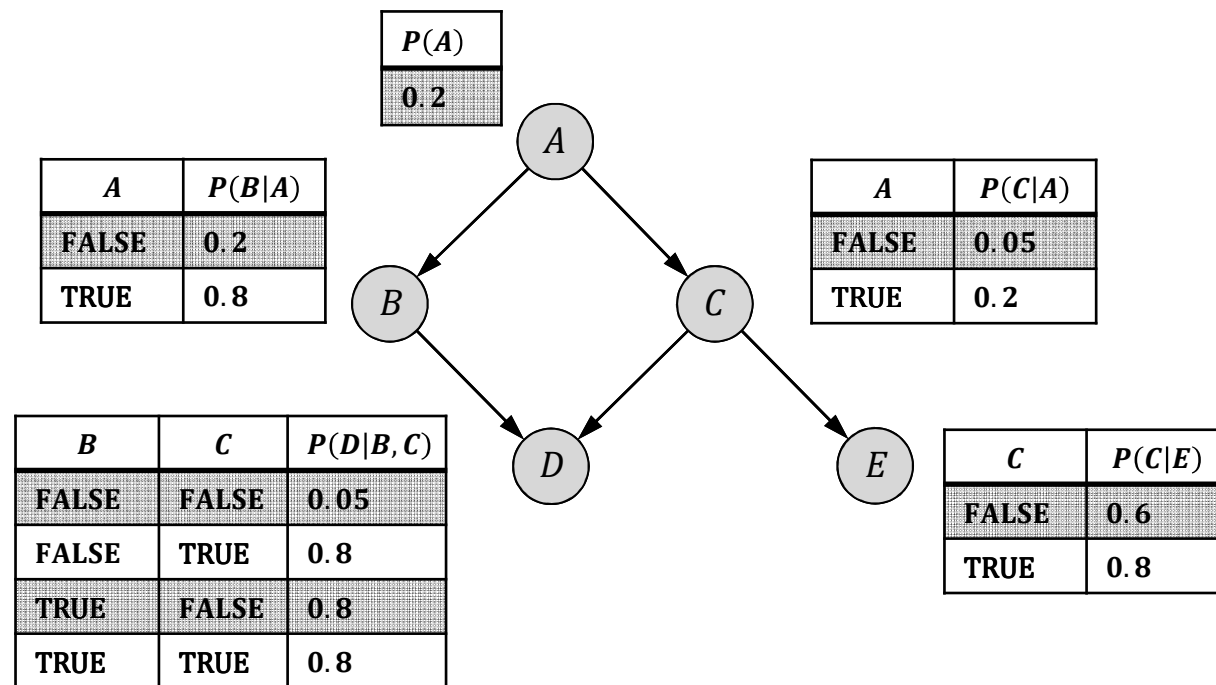 P(A)
0.2
A
A P(B|A)
FALSE 0.2
TRUE 0.8
A P(C|A)
FALSE 0.05
TRUE 0.2
B
C
B C P(D|B, C)
FALSE FALSE 0.05
FALSE TRUE 0.8
TRUE FALSE 0.8
TRUE TRUE 0.8
D
E
C P(C|E)
FALSE 0.6
TRUE 0.8